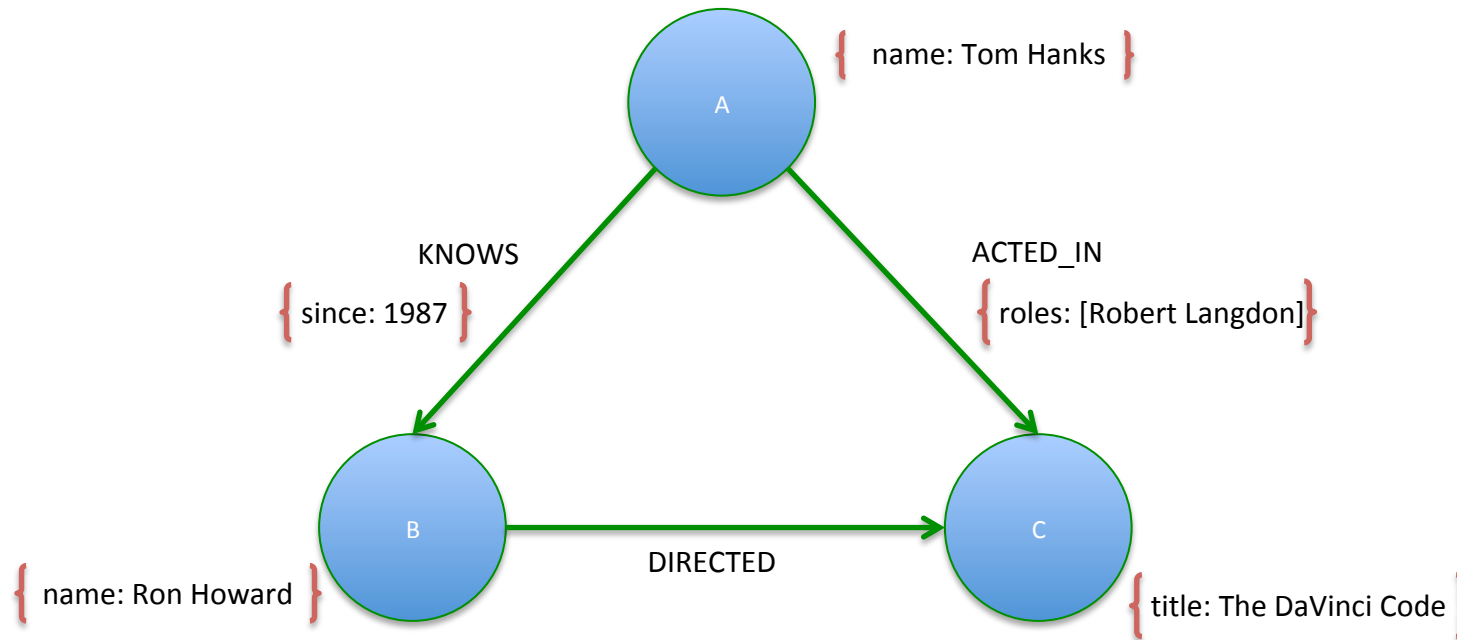 { name: Tom Hanks }
A
KNOWS
{ since: 1987 }
ACTED_IN
{ roles: [Robert Langdon] }
B
C
DIRECTED
{ name: Ron Howard }
{ title: The DaVinci Code }